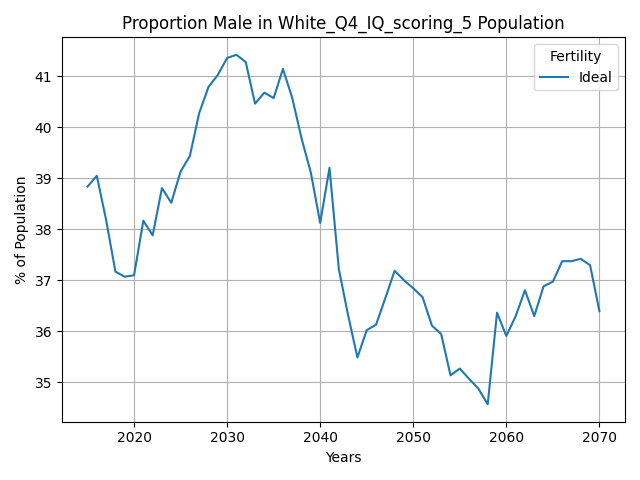 Proportion Male in White_Q4_IQ_scoring_5 Population
Fertility
Ideal
% of Population
41
40
39
38
37
36
35
2020 2030 2040 2050 2060 2070
Years